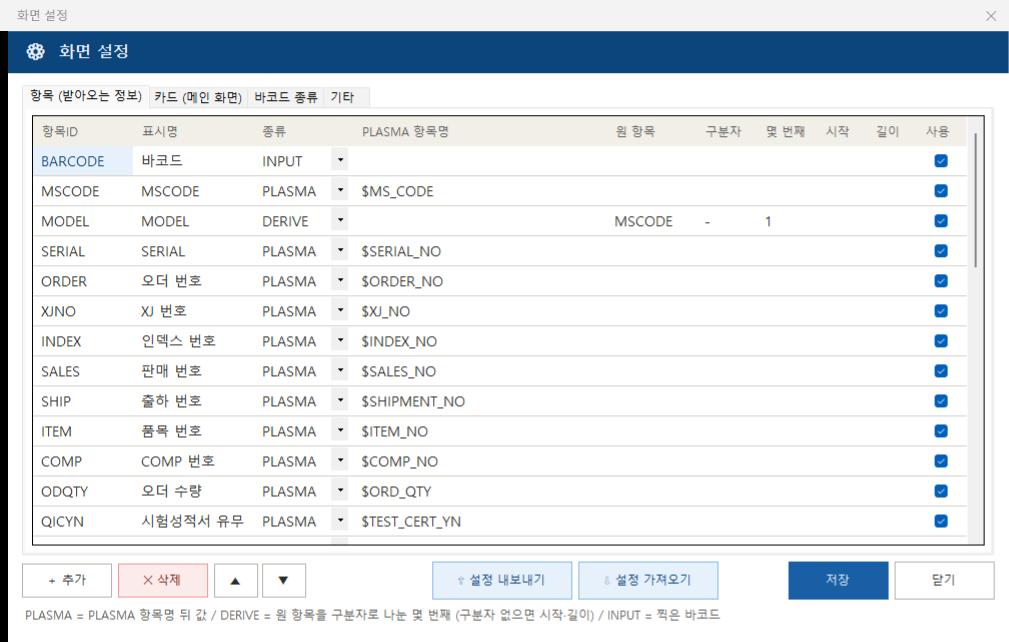 화면 설정
화면 설정
항목 (받아오는 정보) 카드 (메인 화면) 바코드 종류 기타
항목ID 표시명 종류 PLASMA 항목명 원 항목 구분자 몇 번째 시작 길이 사용
BARCODE 바코드 INPUT
MSCODE MSCODE PLASMA $MS_CODE
MODEL MODEL DERIVE MSCODE - 1
SERIAL SERIAL PLASMA $SERIAL_NO
ORDER 오더 번호 PLASMA $ORDER_NO
XJNO XJ 번호 PLASMA $XJ_NO
INDEX 인덱스 번호 PLASMA $INDEX_NO
SALES 판매 번호 PLASMA $SALES_NO
SHIP 출하 번호 PLASMA $SHIPMENT_NO
ITEM 품목 번호 PLASMA $ITEM_NO
COMP COMP 번호 PLASMA $COMP_NO
ODQTY 오더 수량 PLASMA $ORD_QTY
QICYN 시험성적서 유무 PLASMA $TEST_CERT_YN
+ 추가 × 삭제 ▲ ▼ ⇧ 설정 내보내기 ⇩ 설정 가져오기 저장 닫기
PLASMA = PLASMA 항목명 뒤 값 / DERIVE = 원 항목을 구분자로 나눈 몇 번째 (구분자 없으면 시작·길이) / INPUT = 찍은 바코드